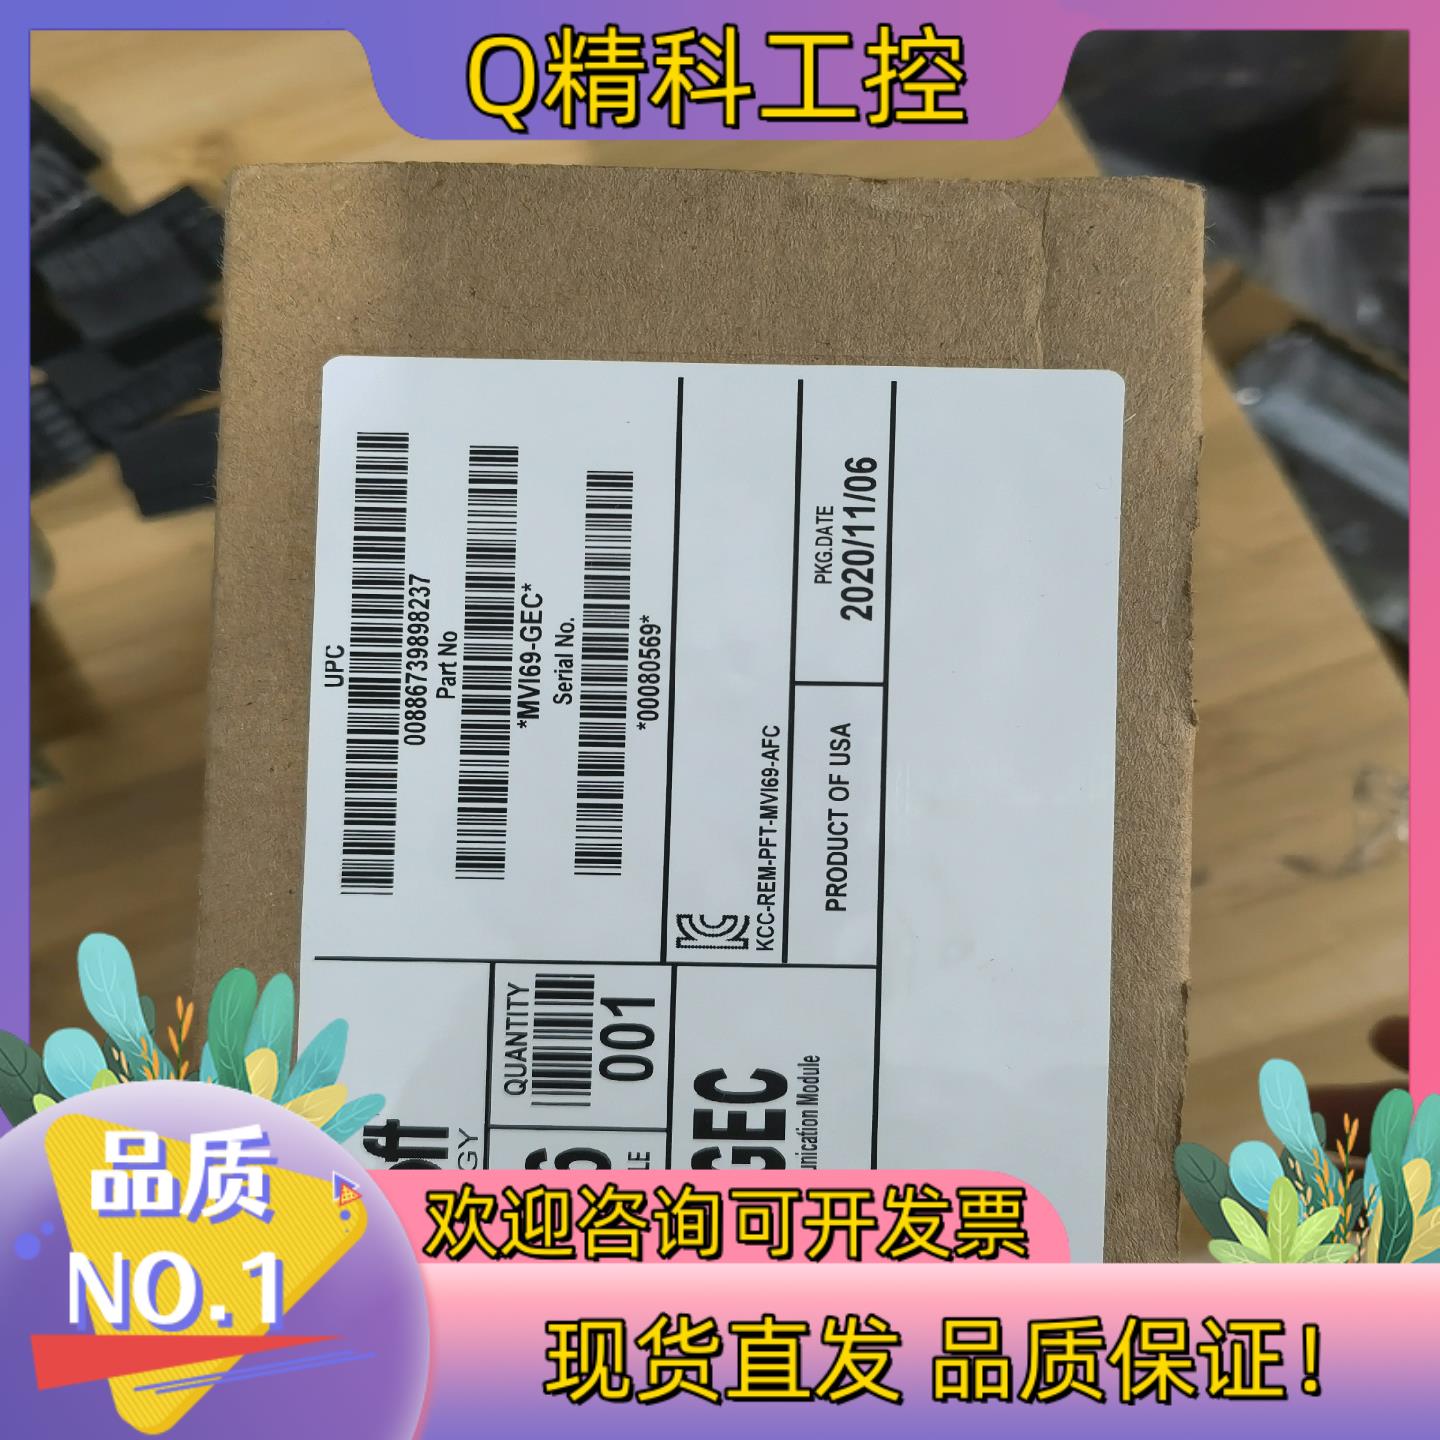 Q精科工控
UPC
00886739898237
Part No
*MVI69-GEC*
Serial No.
*00080569*
KCC-REM-PFT-MVI69-AFC
PRODUCT OF USA
PKG.DATE
2020/11/06
QUANTITY
001
GEC
品质
NO.1
欢迎咨询可开发票
现货直发 品质保证!